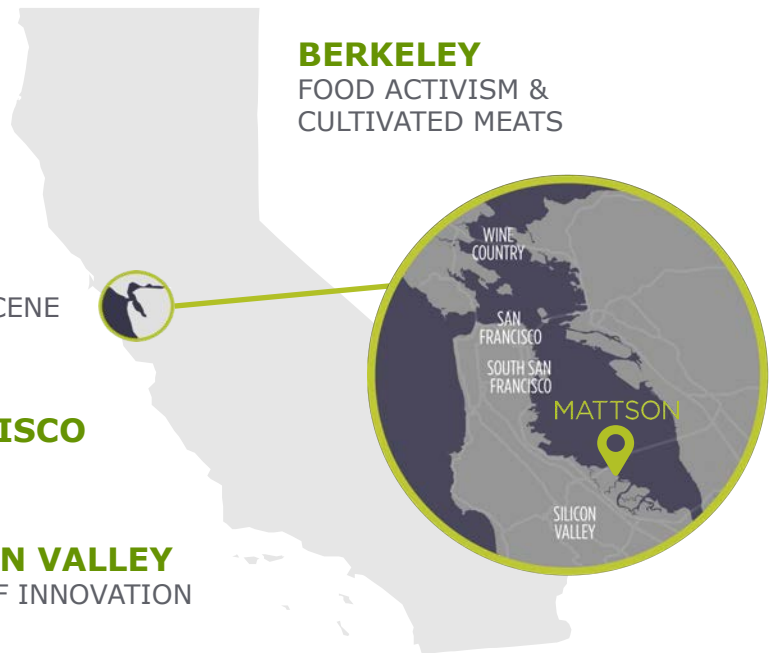 BERKELEY
FOOD ACTIVISM &
CULTIVATED MEATS
WINE
COUNTRY
CENE
SAN
FRANCISCO
SOUTH SAN
FRANCISCO
MATTSON
ISCO
SILICON
VALLEY
N VALLEY
F INNOVATION